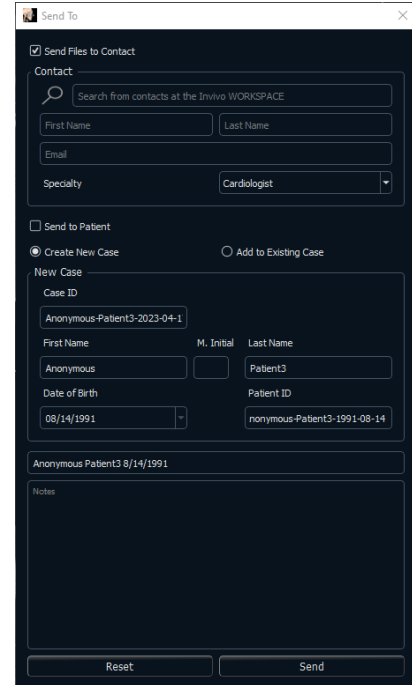 Send To
Send Files to Contact
Contact
Search from contacts at the Invivo WORKSPACE
First Name Last Name
Email
Specialty Cardiologist
Send to Patient
Create New Case Add to Existing Case
New Case
Case ID
Anonymous-Patient3-2023-04-1
First Name M. Initial Last Name
Anonymous Patient3
Date of Birth Patient ID
08/14/1991 nonymous-Patient3-1991-08-14
Anonymous Patient3 8/14/1991
Notes
Reset Send